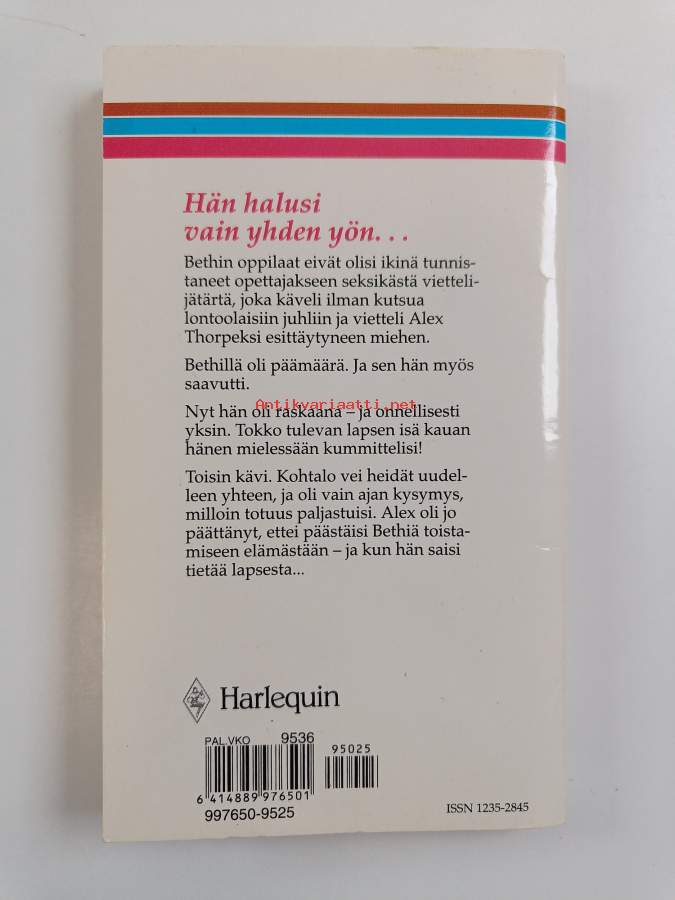 Hän halusi
vain yhden yön. . .
Bethin oppilaat eivät olisi ikinä tunnis-
taneet opettajakseen seksikästä vietteli-
jätärtä, joka käveli ilman kutsua
lontoolaisiin juhliin ja vietteli Alex
Thorpeksi esittäytyneen miehen.
Bethillä oli päämäärä. Ja sen hän myös
saavutti.
Antikvariaatti.net
Nyt hän oli raskaana – ja onnellisesti
yksin. Tokko tulevan lapsen isä kauan
hänen mielessään kummittelisi!
Toisin kävi. Kohtalo vei heidät uudel-
leen yhteen, ja oli vain ajan kysymys,
milloin totuus paljastuisi. Alex oli jo
päättänyt, ettei päästäisi Bethiä toista-
miseen elämästään – ja kun hän saisi
tietää lapsesta...
Harlequin
PAL.VKO 9536
95025
6 414889 976501
997650-9525
ISSN 1235-2845